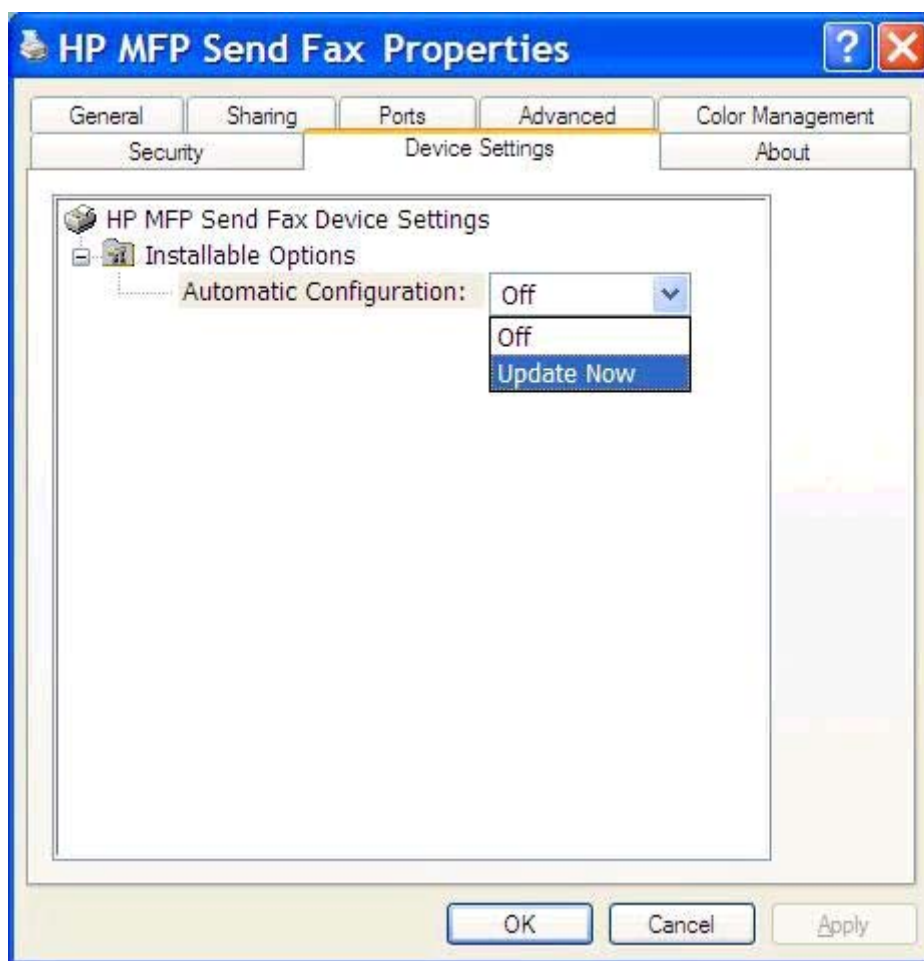 HP MFP Send Fax Properties
General Sharing Ports Advanced Color Management
Security Device Settings About
HP MFP Send Fax Device Settings
Installable Options
Automatic Configuration: Off
Off
Update Now
OK Cancel Apply